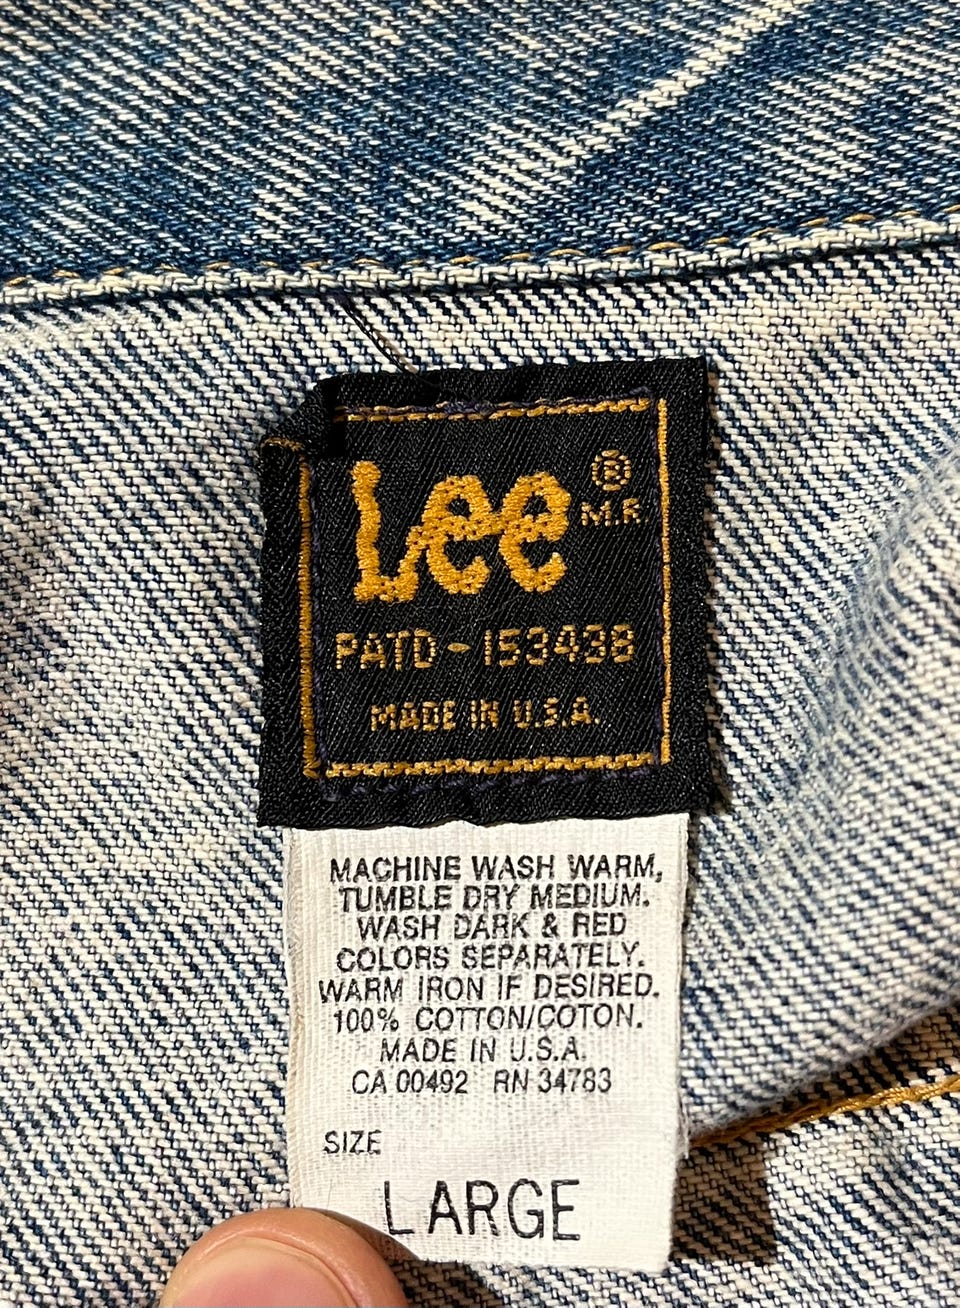 Lee ® M.R.
PATD-153438
MADE IN U.S.A.
MACHINE WASH WARM,
TUMBLE DRY MEDIUM.
WASH DARK & RED
COLORS SEPARATELY.
WARM IRON IF DESIRED.
100% COTTON/COTON.
MADE IN U.S.A.
CA 00492 RN 34783
SIZE
LARGE